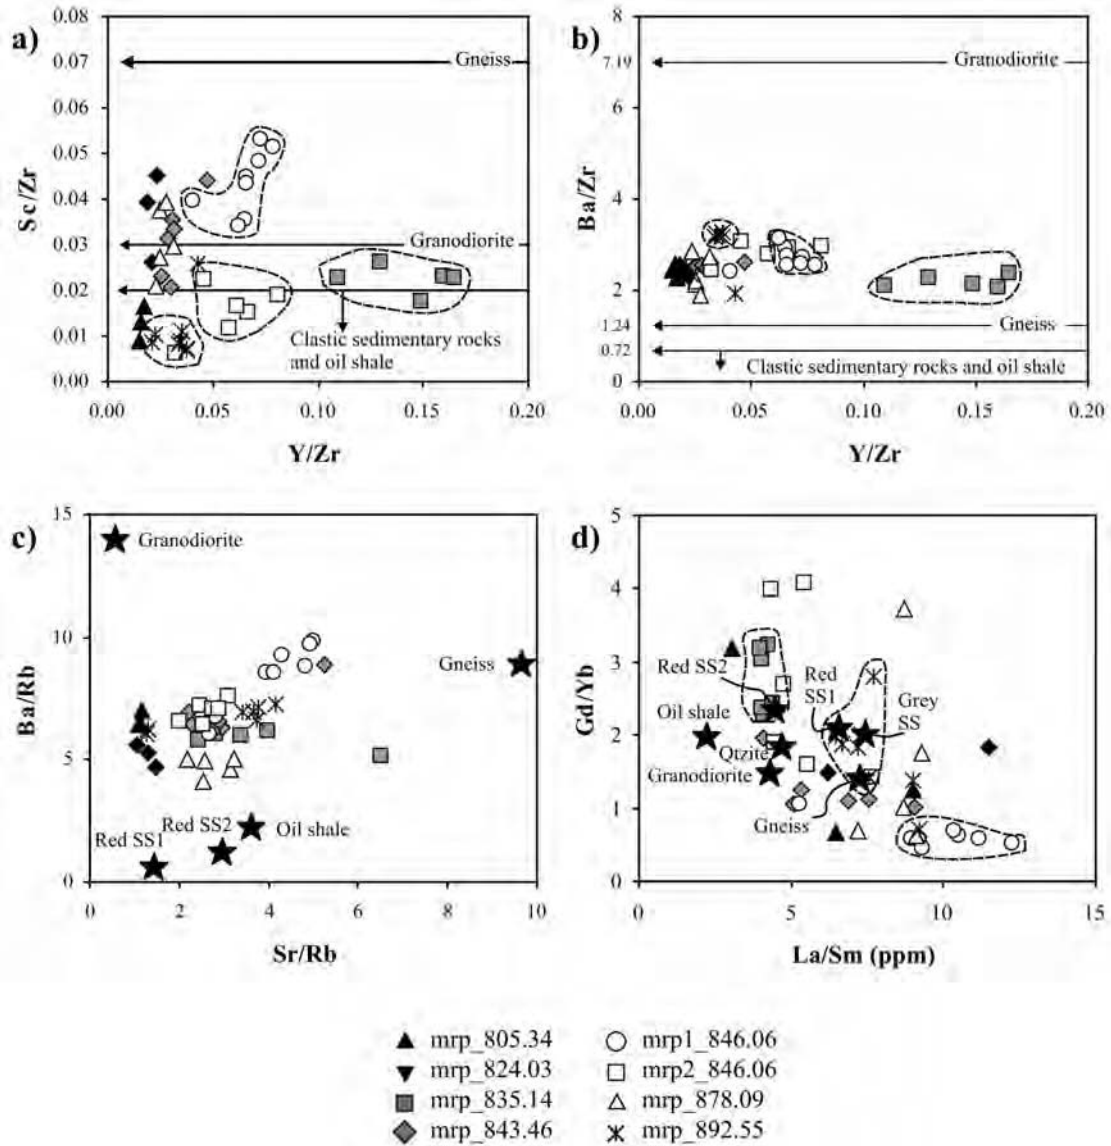 a)
0.08
0.07
0.06
0.05
0.04
0.03
0.02
0.01
0.00
Sc/Zr
Gneiss
Granodiorite
Clastic sedimentary rocks
and oil shale
0.00 0.05 0.10 0.15 0.20
Y/Zr
b)
8
7.19
6
4
2
1.24
0.72
0
Ba/Zr
Granodiorite
Gneiss
Clastic sedimentary rocks and oil shale
0.00 0.05 0.10 0.15 0.20
Y/Zr
c)
15
10
5
0
Ba/Rb
Granodiorite
Gneiss
Red SS1
Red SS2
Oil shale
0 2 4 6 8 10
Sr/Rb
d)
5
4
3
2
1
0
Gd/Yb
Red SS2
Red
SS1
Grey
SS
Oil shale
Qtzite
Granodiorite
Gneiss
0 5 10 15
La/Sm (ppm)
mrp_805.34
mrp_824.03
mrp_835.14
mrp_843.46
mrp1_846.06
mrp2_846.06
mrp_878.09
mrp_892.55